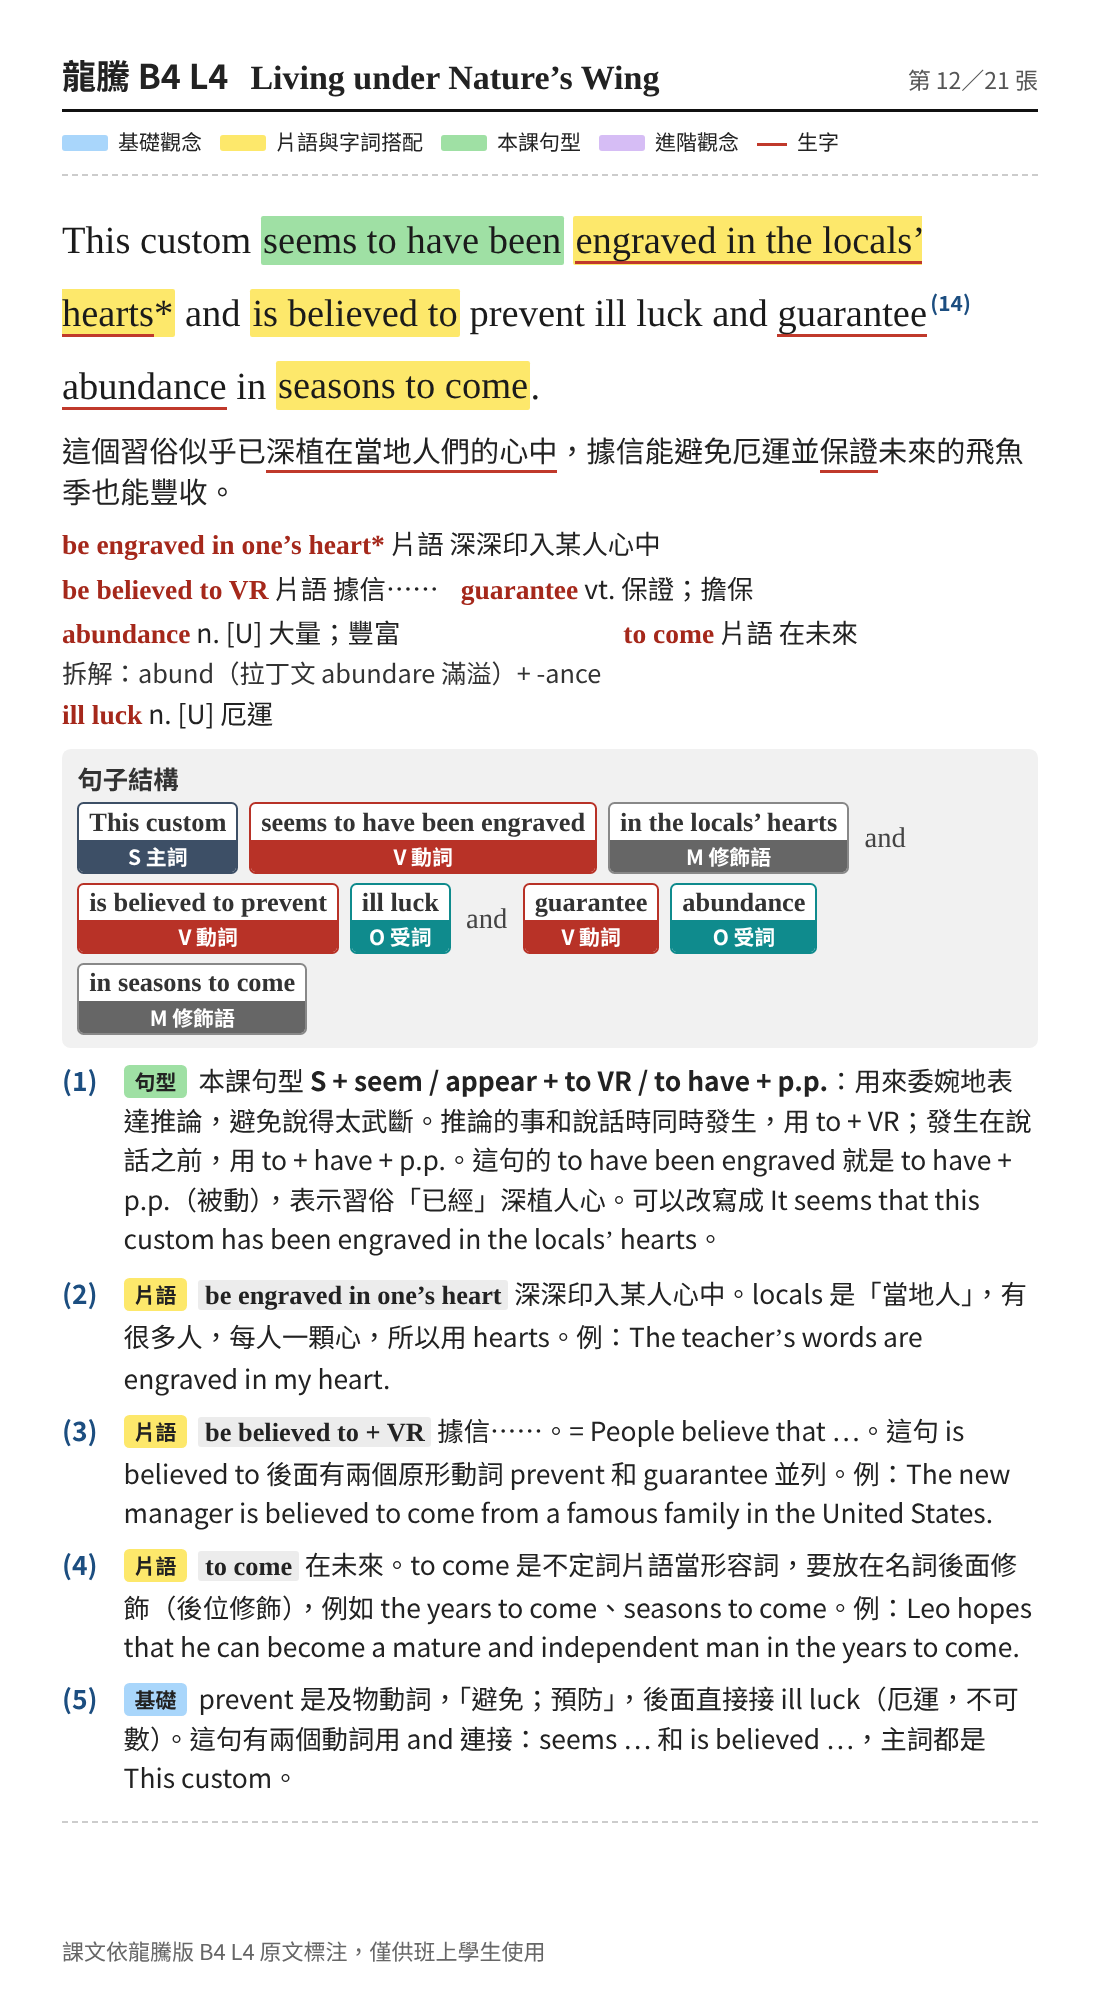 龍騰 B4 L4 Living under Nature’s Wing 第 12／21 張
基礎觀念 片語與字詞搭配 本課句型 進階觀念 生字
This custom seems to have been engraved in the locals’
hearts* and is believed to prevent ill luck and guarantee(14)
abundance in seasons to come.
這個習俗似乎已深植在當地人們的心中，據信能避免厄運並保證未來的飛魚
季也能豐收。
be engraved in one’s heart* 片語 深深印入某人心中
be believed to VR 片語 據信…… guarantee vt. 保證；擔保
abundance n. [U] 大量；豐富 to come 片語 在未來
拆解：abund（拉丁文 abundare 滿溢）+ -ance
ill luck n. [U] 厄運
句子結構
This custom seems to have been engraved in the locals’ hearts and
S 主詞 V 動詞 M 修飾語
is believed to prevent ill luck and guarantee abundance
V 動詞 O 受詞 V 動詞 O 受詞
in seasons to come
M 修飾語
(1) 句型 本課句型 S + seem / appear + to VR / to have + p.p.：用來委婉地表
達推論，避免說得太武斷。推論的事和說話時同時發生，用 to + VR；發生在說
話之前，用 to + have + p.p.。這句的 to have been engraved 就是 to have +
p.p.（被動），表示習俗「已經」深植人心。可以改寫成 It seems that this
custom has been engraved in the locals’ hearts。
(2) 片語 be engraved in one’s heart 深深印入某人心中。locals 是「當地人」，有
很多人，每人一顆心，所以用 hearts。例：The teacher’s words are
engraved in my heart.
(3) 片語 be believed to + VR 據信……。= People believe that …。這句 is
believed to 後面有兩個原形動詞 prevent 和 guarantee 並列。例：The new
manager is believed to come from a famous family in the United States.
(4) 片語 to come 在未來。to come 是不定詞片語當形容詞，要放在名詞後面修
飾（後位修飾），例如 the years to come、seasons to come。例：Leo hopes
that he can become a mature and independent man in the years to come.
(5) 基礎 prevent 是及物動詞，「避免；預防」，後面直接接 ill luck（厄運，不可
數）。這句有兩個動詞用 and 連接：seems … 和 is believed …，主詞都是
This custom。
課文依龍騰版 B4 L4 原文標注，僅供班上學生使用